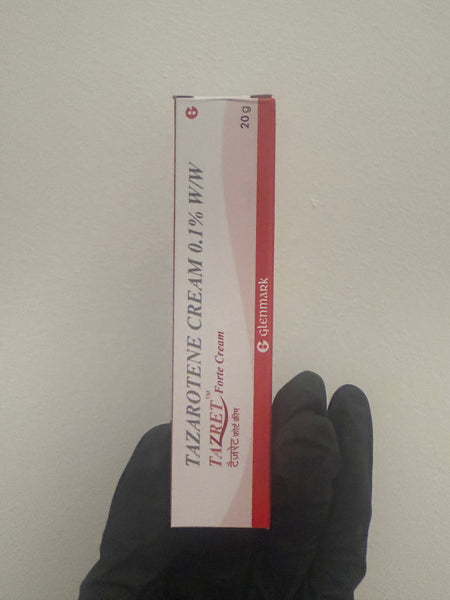 TAZAROTENE CREAM 0.1% W/W
TAZRET™ Forte Cream
टैज़रेट फ़ोर्ट क्रीम
20 g
Glenmark